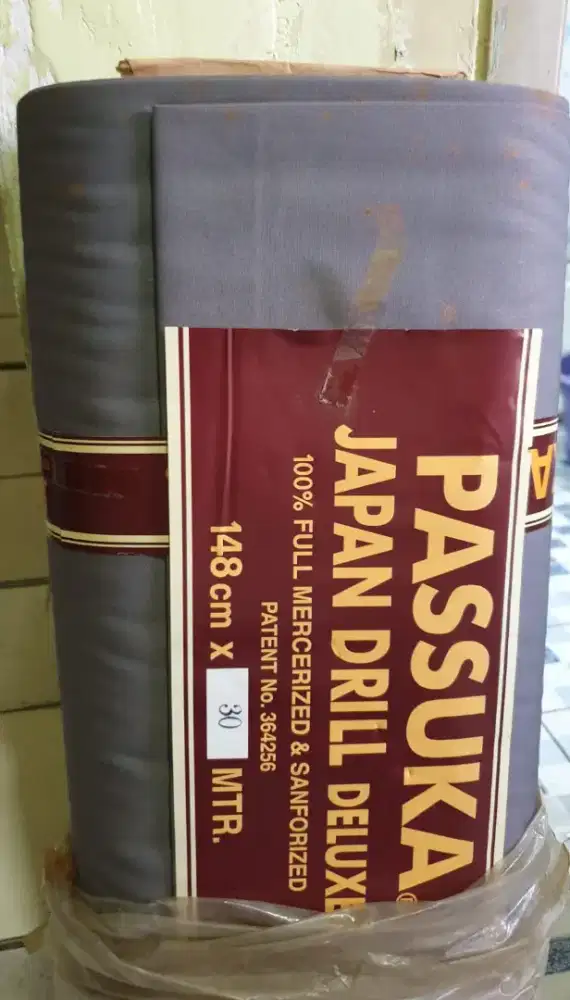 PASSUKA®
JAPAN DRILL DELUXE
100% FULL MERCERIZED & SANFORIZED
PATENT No. 364256
148 cm x 30 MTR.
A